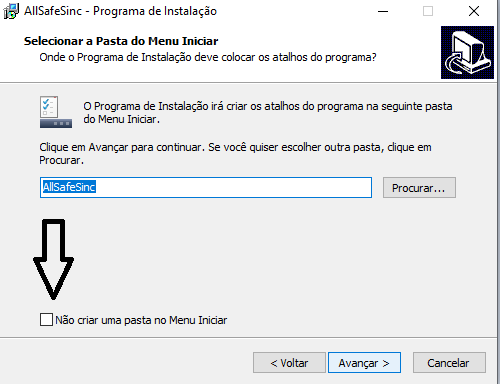 AllSafeSinc - Programa de Instalação
Selecionar a Pasta do Menu Iniciar
Onde o Programa de Instalação deve colocar os atalhos do programa?
O Programa de Instalação irá criar os atalhos do programa na seguinte pasta
do Menu Iniciar.
Clique em Avançar para continuar. Se você quiser escolher outra pasta, clique em
Procurar.
AllSafeSinc
Procurar...
Não criar uma pasta no Menu Iniciar
< Voltar
Avançar >
Cancelar